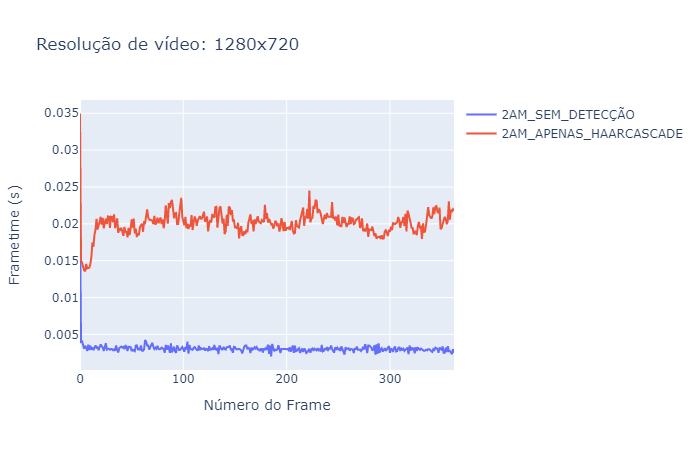 Resolução de vídeo: 1280x720
0.035
0.03
0.025
0.02
0.015
0.01
0.005
0
100
200
300
Frametime (s)
Número do Frame
2AM_SEM_DETECÇÃO
2AM_APENAS_HAARCASCADE